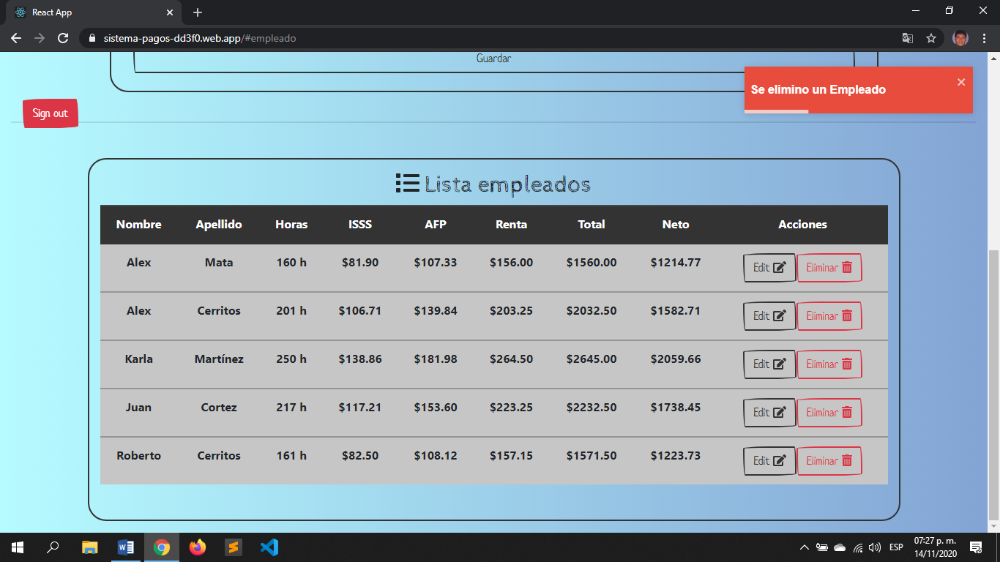 React App
sistema-pagos-dd3f0.web.app/#empleado
Guardar
Se elimino un Empleado
Sign out
Lista empleados
Nombre Apellido Horas ISSS AFP Renta Total Neto Acciones
Alex Mata 160 h $81.90 $107.33 $156.00 $1560.00 $1214.77 Edit Eliminar
Alex Cerritos 201 h $106.71 $139.84 $203.25 $2032.50 $1582.71 Edit Eliminar
Karla Martínez 250 h $138.86 $181.98 $264.50 $2645.00 $2059.66 Edit Eliminar
Juan Cortez 217 h $117.21 $153.60 $223.25 $2232.50 $1738.45 Edit Eliminar
Roberto Cerritos 161 h $82.50 $108.12 $157.15 $1571.50 $1223.73 Edit Eliminar
ESP
07:27 p. m.
14/11/2020